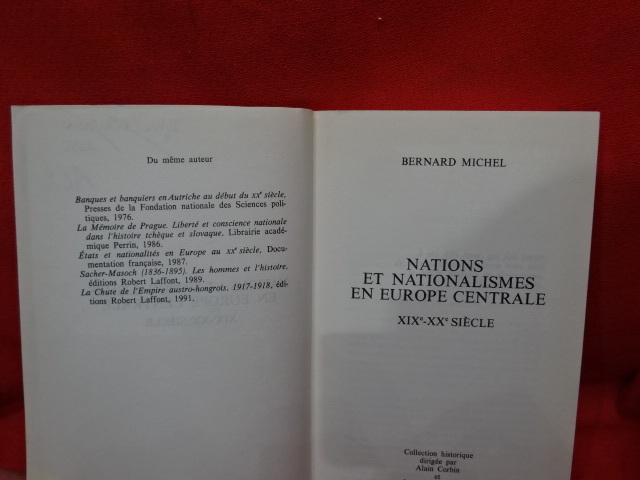 Du même auteur
Banques et banquiers en Autriche au début du XXe siècle,
Presses de la Fondation nationale des Sciences poli-
tiques, 1976.
La Mémoire de Prague. Liberté et conscience nationale
dans l'histoire tchèque et slovaque. Librairie acadé-
mique Perrin, 1986.
États et nationalités en Europe au XXe siècle, Docu-
mentation française, 1987.
Sacher-Masoch (1836-1895). Les hommes et l'histoire,
éditions Robert Laffont, 1989.
La Chute de l'Empire austro-hongrois, 1917-1918, édi-
tions Robert Laffont, 1991.
BERNARD MICHEL
NATIONS
ET NATIONALISMES
EN EUROPE CENTRALE
XIXe-XXe SIÈCLE
Collection historique
dirigée par
Alain Corbin
et